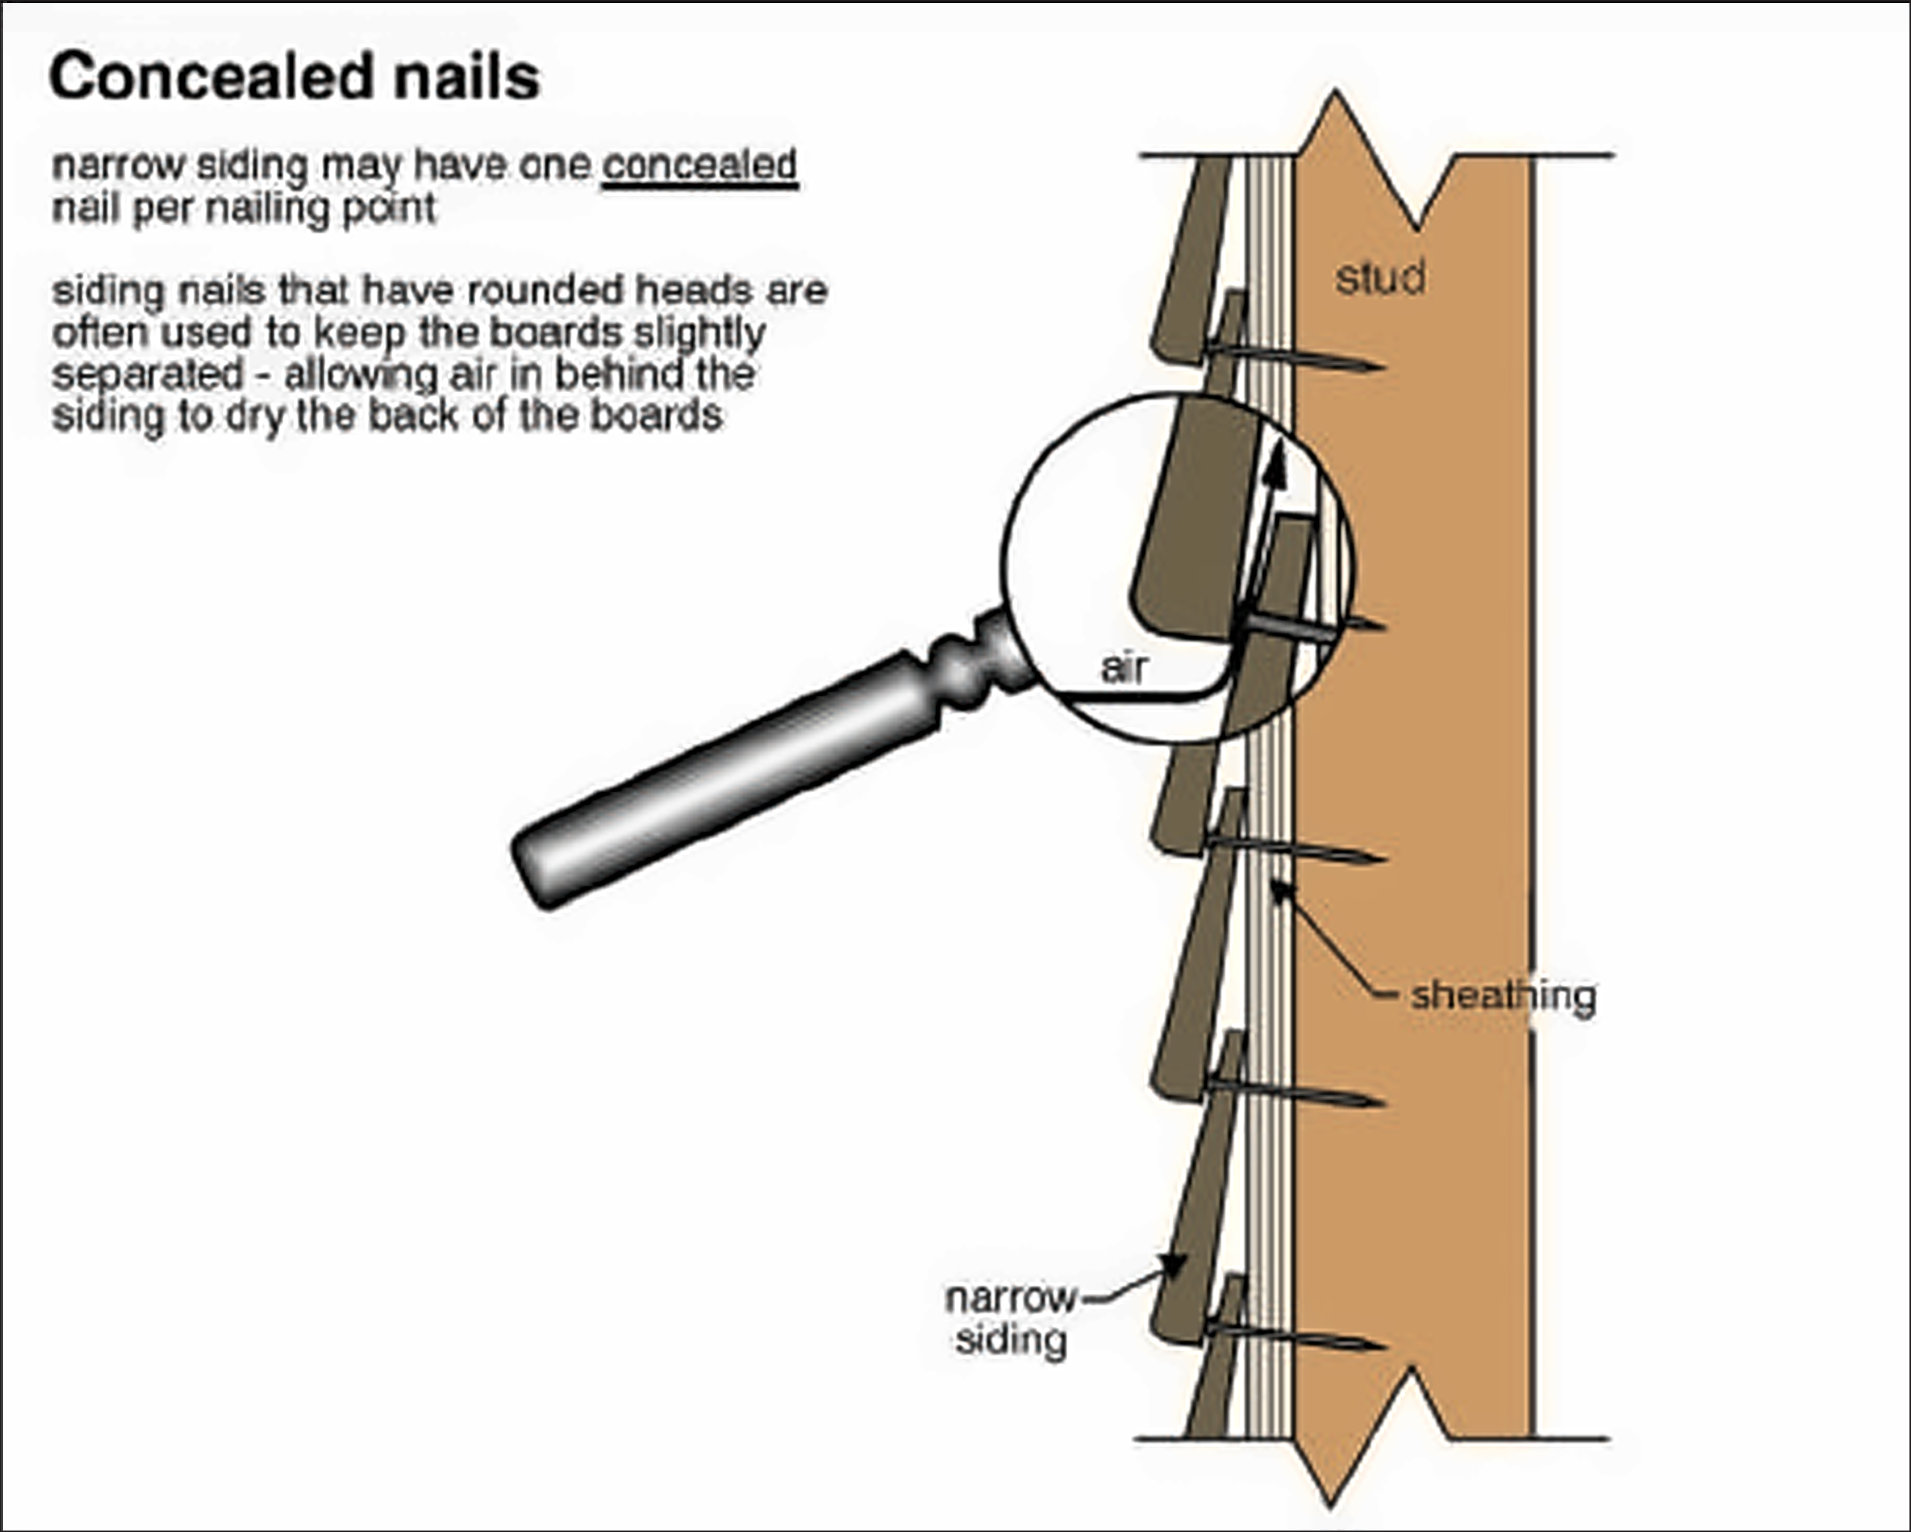 Concealed nails
narrow siding may have one concealed
nail per nailing point
siding nails that have rounded heads are
often used to keep the boards slightly
separated - allowing air in behind the
siding to dry the back of the boards
stud
air
sheathing
narrow
siding